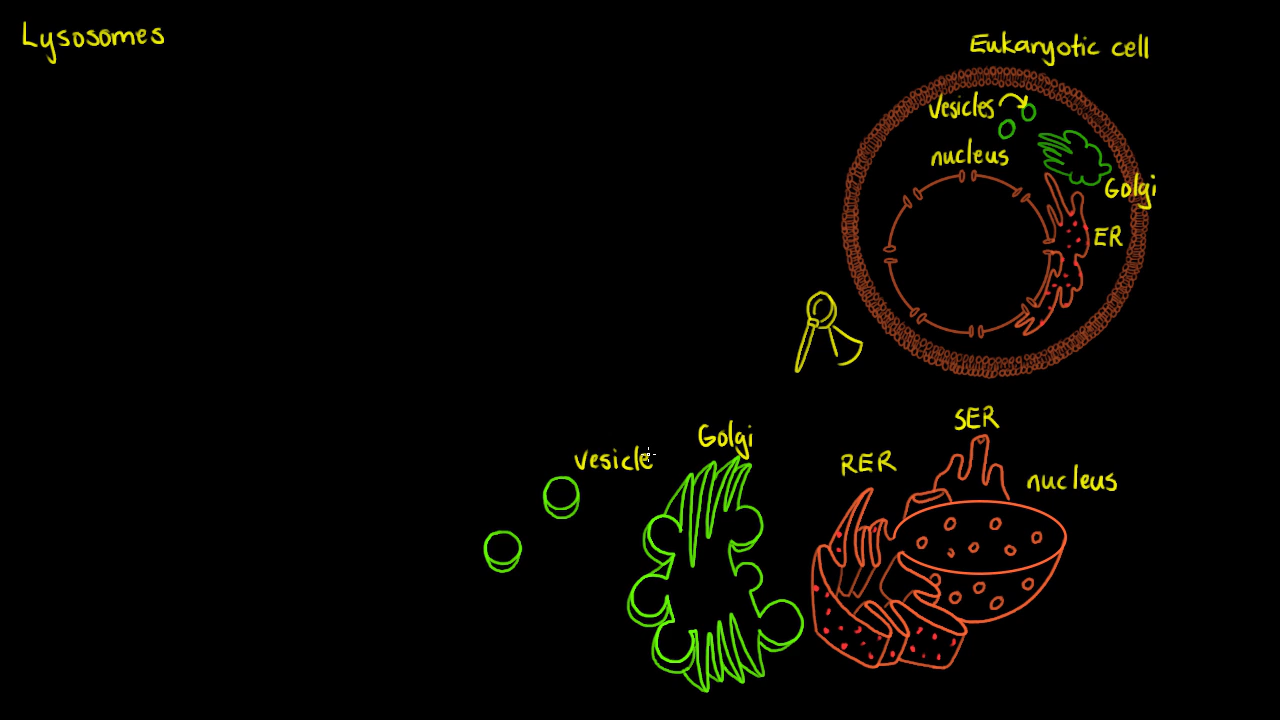 Lysosomes
Eukaryotic cell
vesicles
nucleus
Golgi
ER
SER
Golgi
vesicle
RER
nucleus